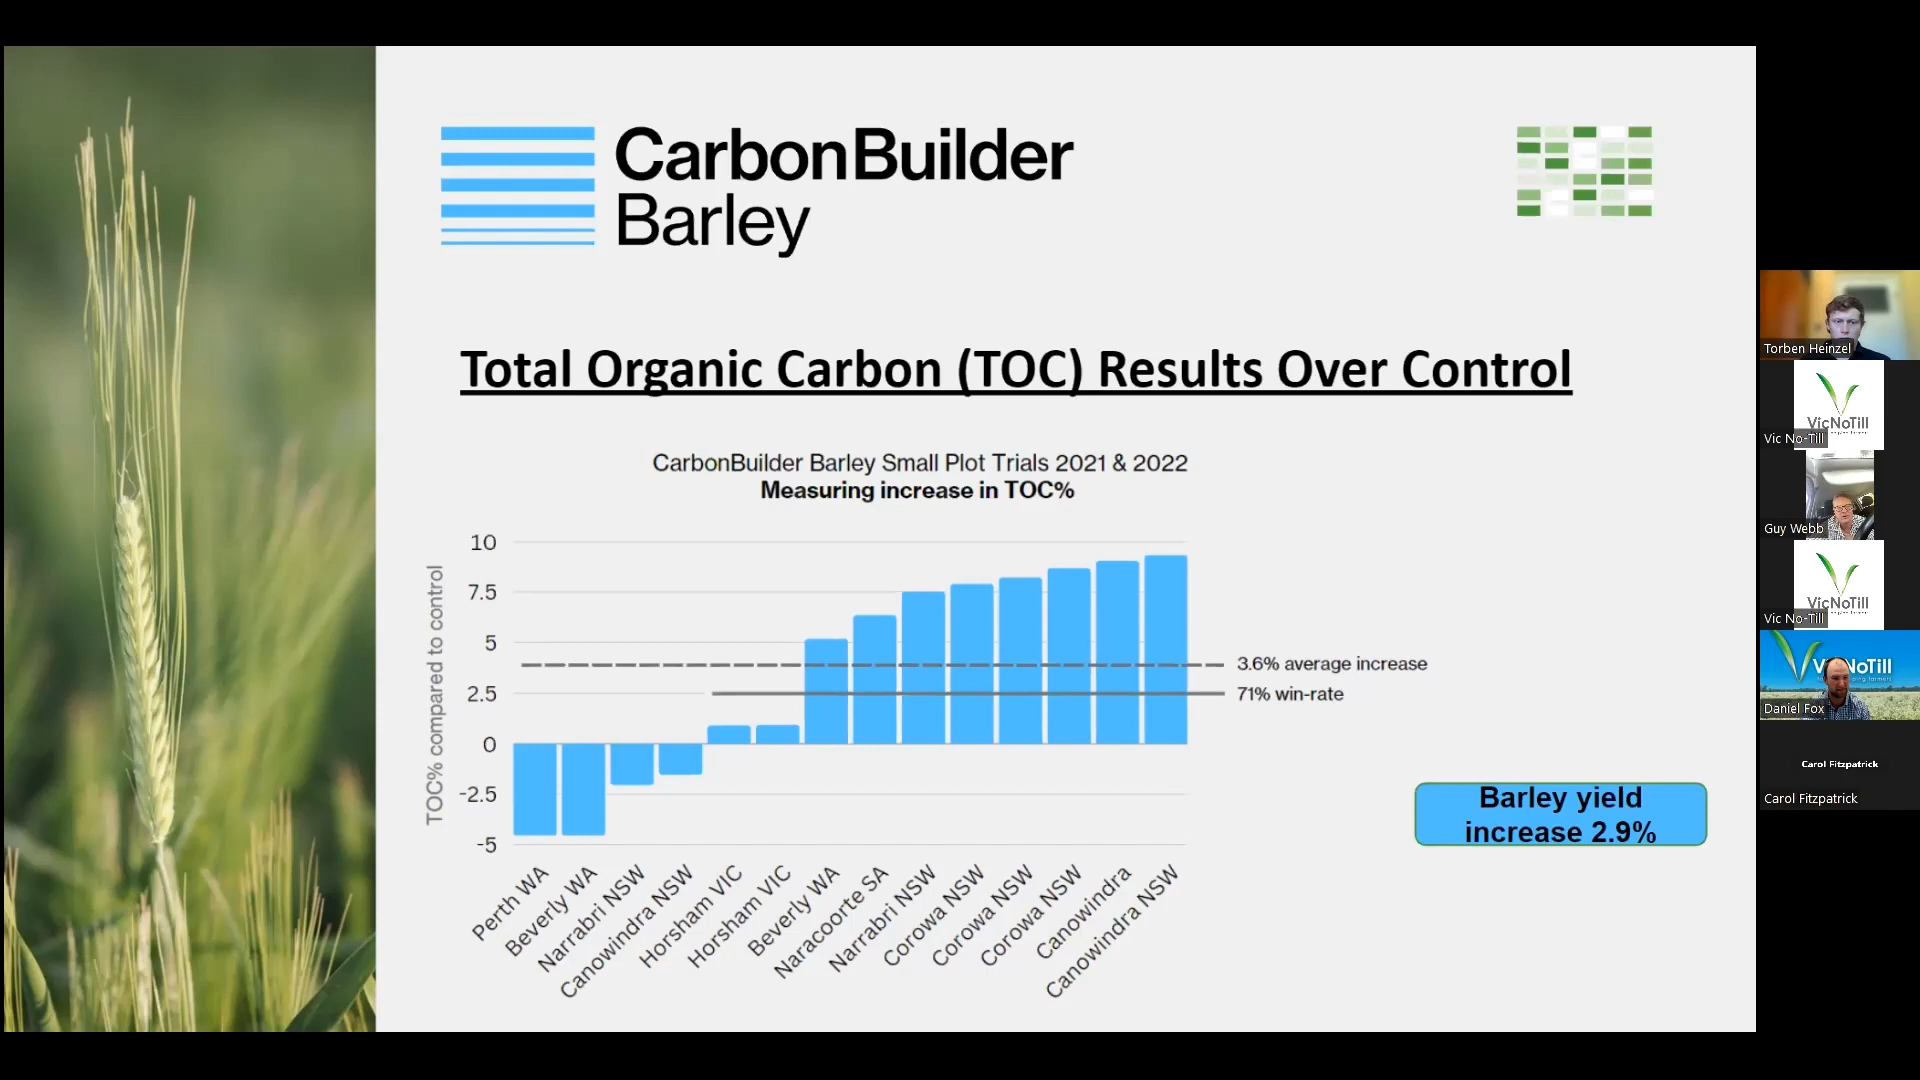 CarbonBuilder
Barley
Total Organic Carbon (TOC) Results Over Control
CarbonBuilder Barley Small Plot Trials 2021 & 2022
Measuring increase in TOC%
TOC% compared to control
10
7.5
5
2.5
0
-2.5
-5
3.6% average increase
71% win-rate
Perth WA
Beverly WA
Narrabri NSW
Canowindra NSW
Horsham VIC
Horsham VIC
Beverly WA
Naracoorte SA
Narrabri NSW
Corowa NSW
Corowa NSW
Corowa NSW
Canowindra
Canowindra NSW
Barley yield
increase 2.9%
Torben Heinzel
VicNoTill
Vic No-Till
Guy Webb
VicNoTill
Vic No-Till
NoTill
Daniel Fox
Carol Fitzpatrick
Carol Fitzpatrick